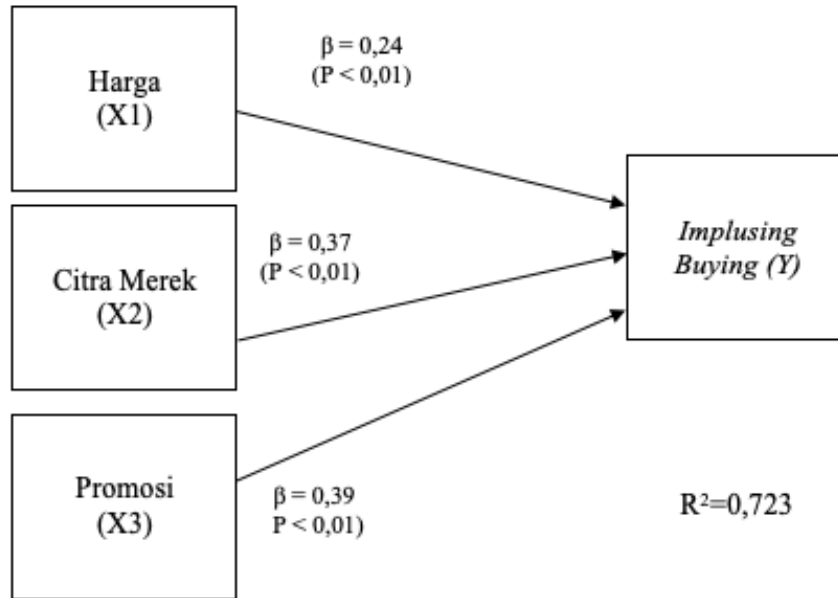 Harga
(X1)
β = 0,24
(P < 0,01)
Citra Merek
(X2)
β = 0,37
(P < 0,01)
Implusing
Buying (Y)
Promosi
(X3)
β = 0,39
P < 0,01)
R²=0,723